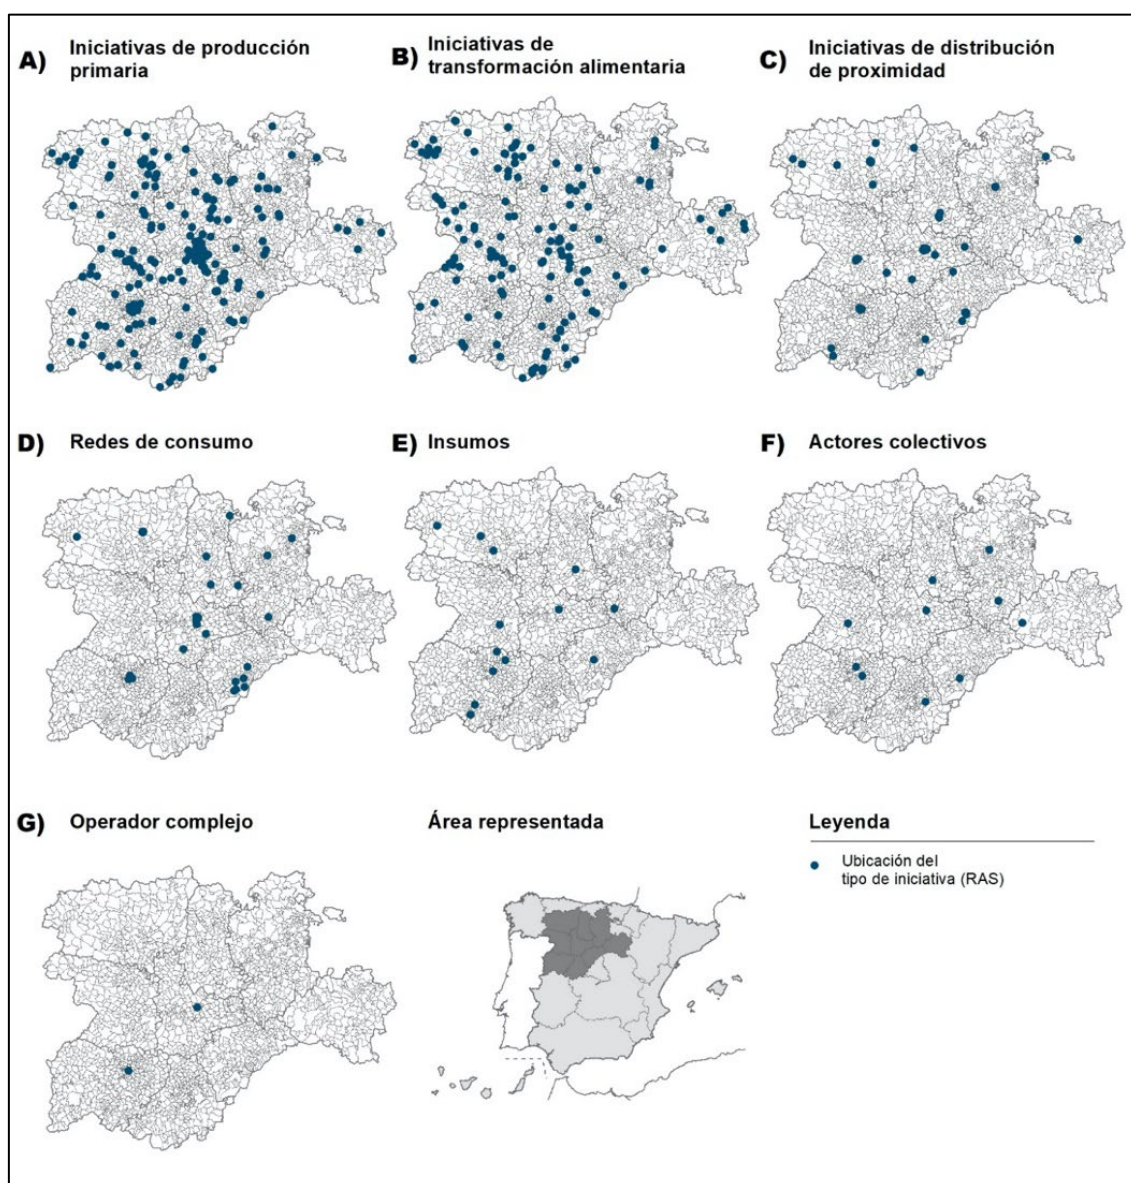 A) Iniciativas de producción
primaria
B) Iniciativas de
transformación alimentaria
C) Iniciativas de distribución
de proximidad
D) Redes de consumo
E) Insumos
F) Actores colectivos
G) Operador complejo
Área representada
Leyenda
Ubicación del
tipo de iniciativa (RAS)